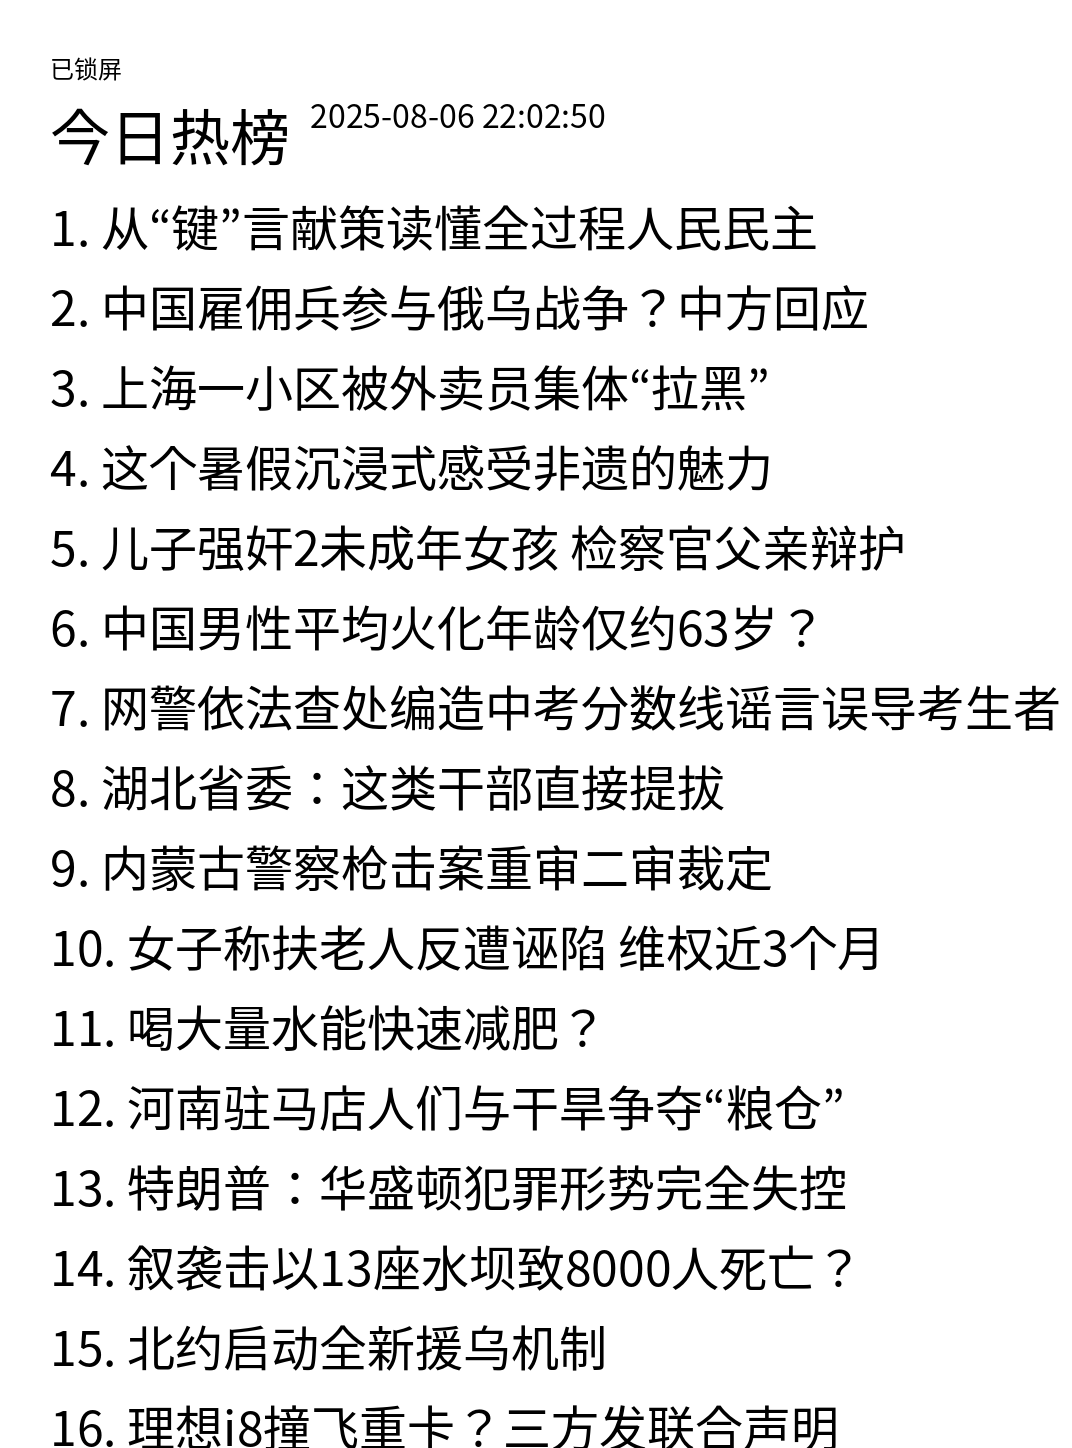 已锁屏
今日热榜 2025-08-06 22:02:50
1. 从“键”言献策读懂全过程人民民主
2. 中国雇佣兵参与俄乌战争？中方回应
3. 上海一小区被外卖员集体“拉黑”
4. 这个暑假沉浸式感受非遗的魅力
5. 儿子强奸2未成年女孩 检察官父亲辩护
6. 中国男性平均火化年龄仅约63岁？
7. 网警依法查处编造中考分数线谣言误导考生者
8. 湖北省委：这类干部直接提拔
9. 内蒙古警察枪击案重审二审裁定
10. 女子称扶老人反遭诬陷 维权近3个月
11. 喝大量水能快速减肥？
12. 河南驻马店人们与干旱争夺“粮仓”
13. 特朗普：华盛顿犯罪形势完全失控
14. 叙袭击以13座水坝致8000人死亡？
15. 北约启动全新援乌机制
16. 理想i8撞飞重卡？三方发联合声明